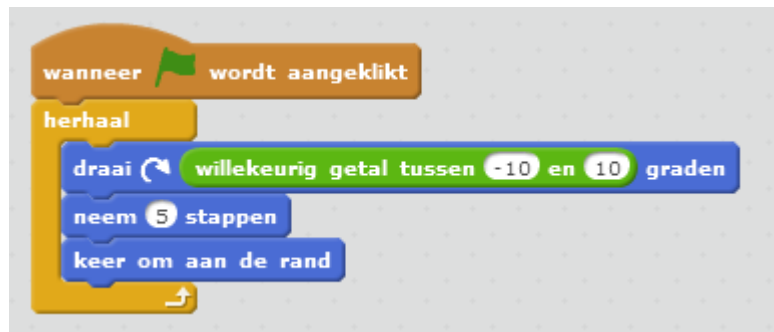 wanneer wordt aangeklikt
herhaal
draai willekeurig getal tussen -10 en 10 graden
neem 5 stappen
keer om aan de rand